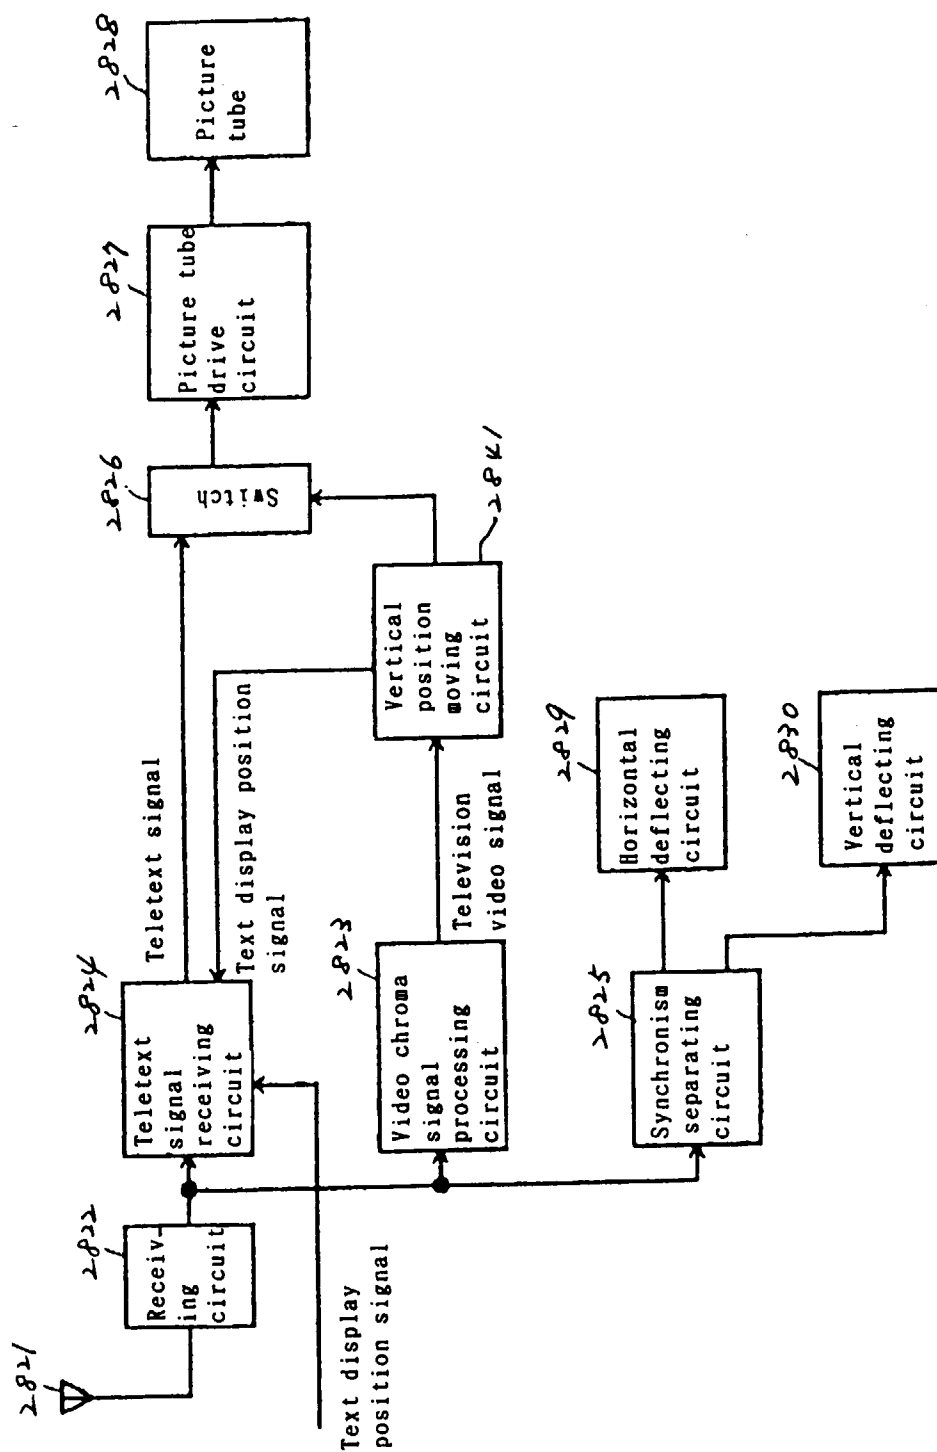 2821
2822
Receiv-
ing
circuit
Text display
position signal
2824
Teletext
signal
receiving
circuit
Teletext signal
Text display position
signal
2823
Video chroma
signal
processing
circuit
Television
video signal
2825
Synchronism
separating
circuit
2826
Switch
2841
Vertical
position
moving
circuit
2829
Horizontal
deflecting
circuit
2830
Vertical
deflecting
circuit
2827
Picture tube
drive
circuit
2828
Picture
tube